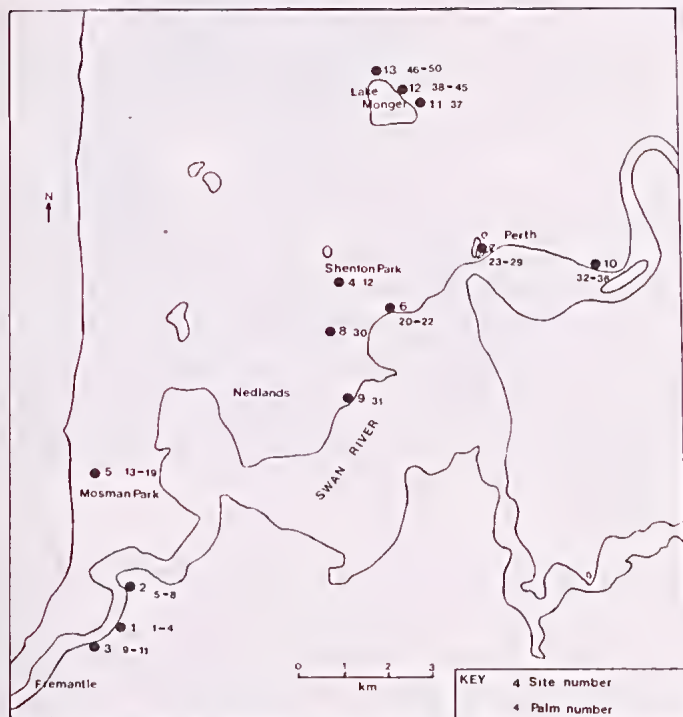 13 46-50
Lake 12 38-45
Monger 11 37
N
Perth
7
23-29
10
32-36
Shenton Park
4 12
6
20-22
8 30
Nedlands
9 31
SWAN RIVER
5 13-19
Mosman Park
2 5-8
1 1-4
3 9-11
Fremantle
0 1 2 3
km
KEY 4 Site number
4 Palm number